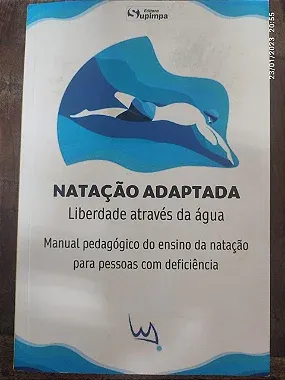 Editora
Supimpa
23/01/2023 20:55
NATAÇÃO ADAPTADA
Liberdade através da água
Manual pedagógico do ensino da natação
para pessoas com deficiência